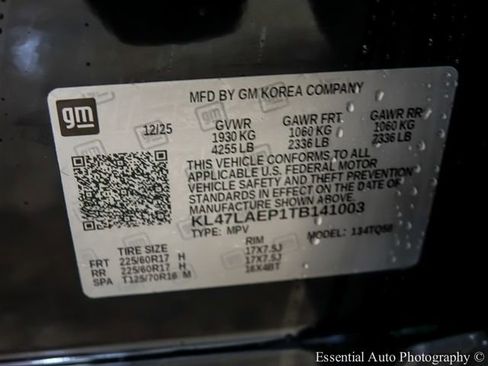 MFD BY GM KOREA COMPANY
gm
12/25 GVWR GAWR FRT GAWR RR
1930 KG 1060 KG 1060 KG
4255 LB 2336 LB 2336 LB
THIS VEHICLE CONFORMS TO ALL
APPLICABLE U.S. FEDERAL MOTOR
VEHICLE SAFETY AND THEFT PREVENTION
STANDARDS IN EFFECT ON THE DATE OF
MANUFACTURE SHOWN ABOVE.
KL47LAEP1TB141003
TYPE: MPV MODEL: 134TQ58
TIRE SIZE RIM
FRT 225/60R17 H 17X7.5J
RR 225/60R17 H 17X7.5J
SPA T125/70R16 M 16X4BT
Essential Auto Photography ©